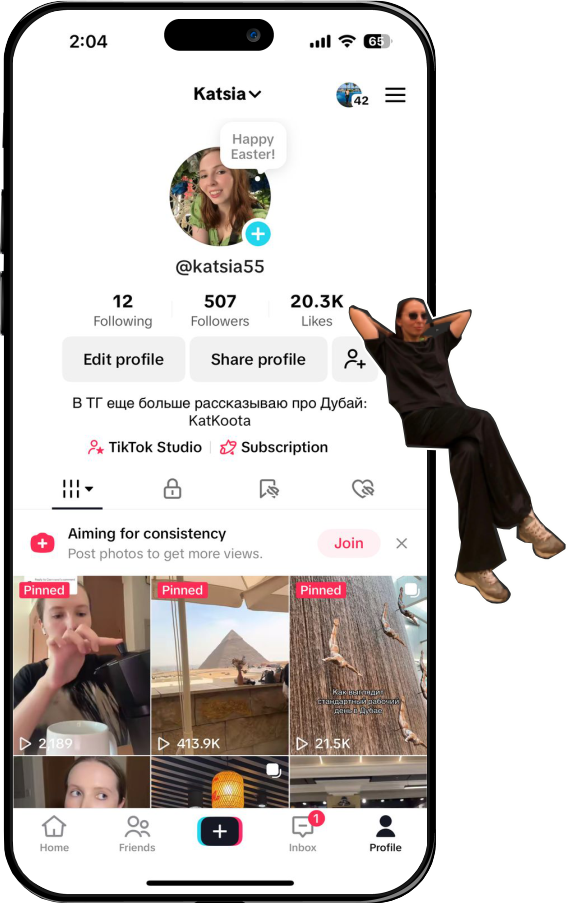 2:04
65
Katsia
42
Happy
Easter!
@katsia55
12
507
20.3K
Following
Followers
Likes
Edit profile
Share profile
В ТГ еще больше рассказываю про Дубай:
KatKoota
TikTok Studio
Subscription
Aiming for consistency
Post photos to get more views.
Join
Pinned
Pinned
Pinned
Как выглядит
стандартный рабочий
день в Дубае
2,189
413.9K
21.5K
1
Home
Friends
Inbox
Profile